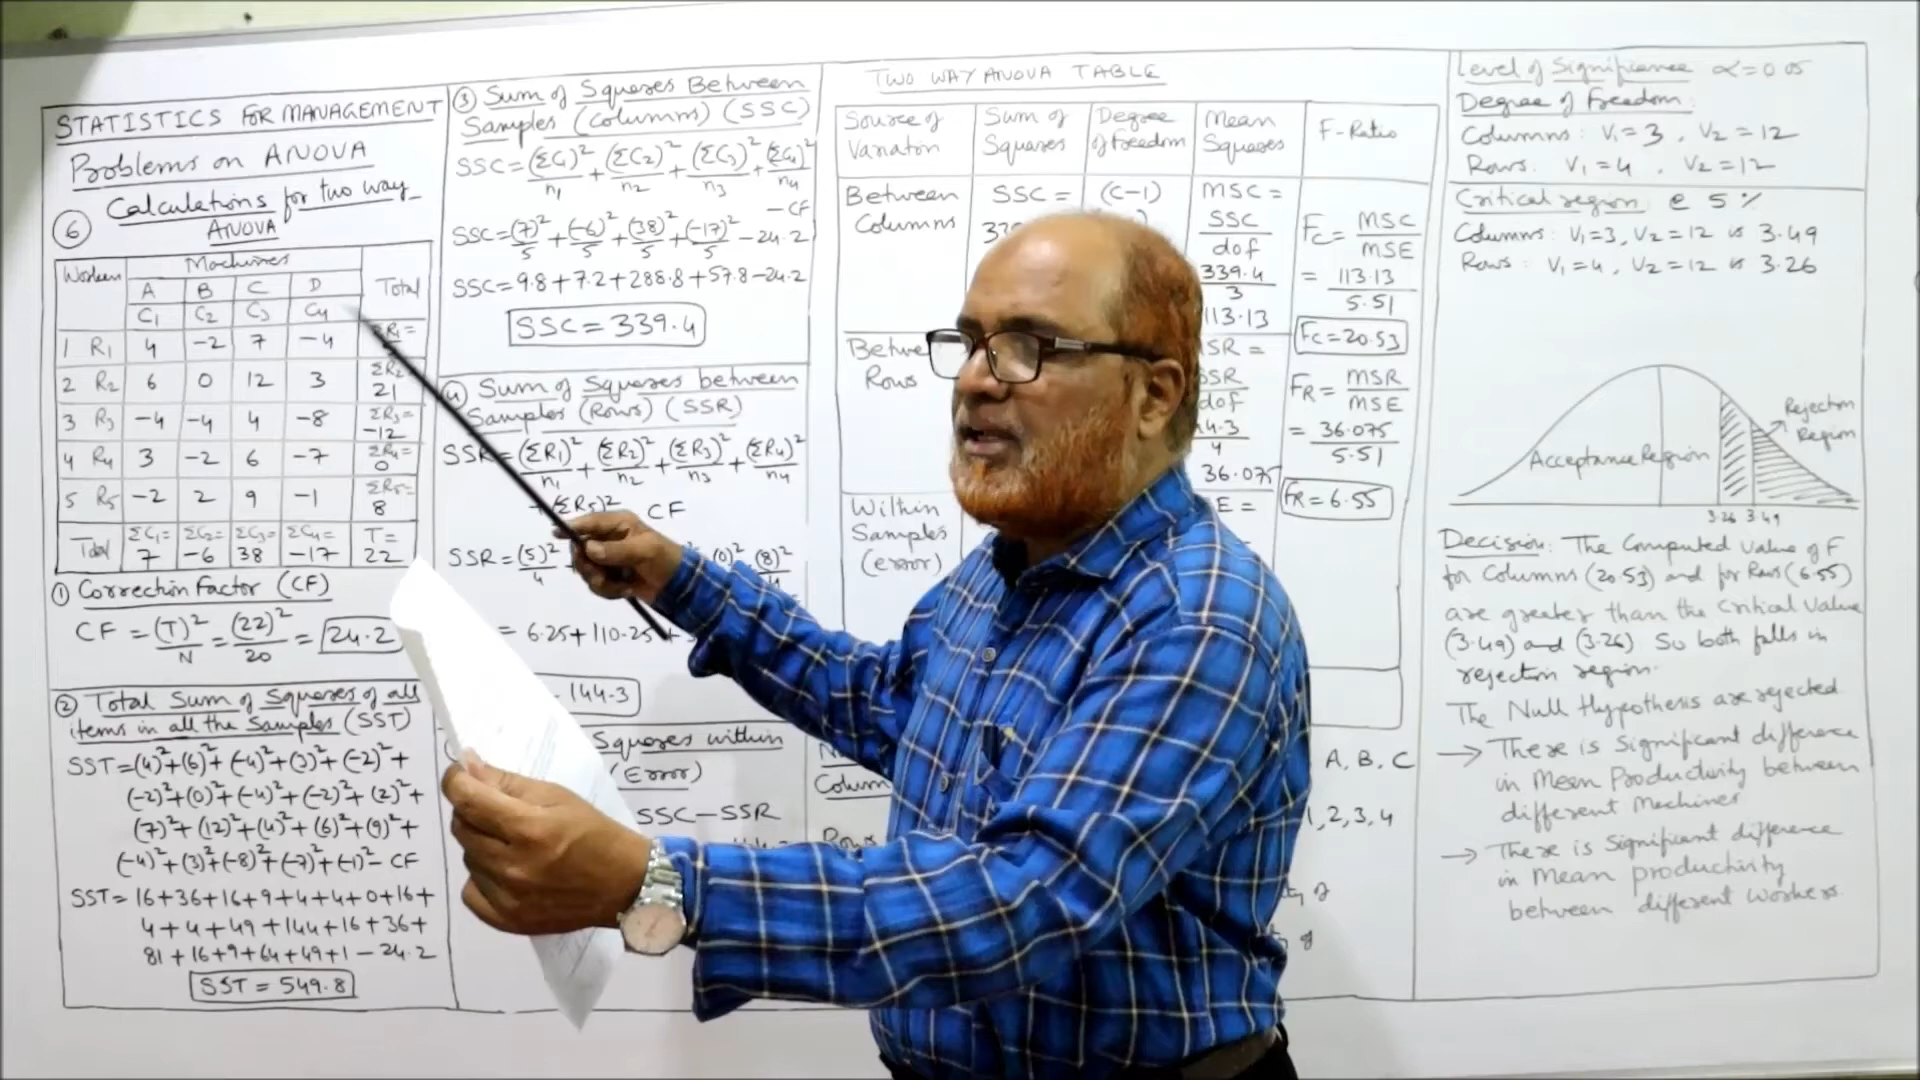 STATISTICS FOR MANAGEMENT
Problems on ANOVA
⑥ Calculations for two way
ANOVA
Workers Machines Total
A B C D
C₁ C₂ C₃ C₄
1 R₁ 4 -2 7 -4 ΣR₁=
2 R₂ 6 0 12 3 ΣR₂ 21
3 R₃ -4 -4 4 -8 ΣR₃= -12
4 R₄ 3 -2 6 -7 ΣR₄= 0
5 R₅ -2 2 9 -1 ΣR₅= 8
Total ΣC₁= 7 ΣC₂= -6 ΣC₃= 38 ΣC₄= -17 T= 22
① Correction Factor (CF)
CF = (T)²/N = (22)²/20 = 24.2
② Total Sum of Squares of all
items in all the Samples (SST)
SST=(4)²+(6)²+(-4)²+(3)²+(-2)²+
(-2)²+(0)²+(-4)²+(-2)²+(2)²+
(7)²+(12)²+(4)²+(6)²+(9)²+
(-4)²+(3)²+(-8)²+(-7)²+(-1)²- CF
SST= 16+36+16+9+4+4+0+16+
4+4+49+144+16+36+
81+16+9+64+49+1-24.2
SST = 549.8
③ Sum of Squares Between
Samples (Columns) (SSC)
SSC=(ΣC₁)²/n₁ + (ΣC₂)²/n₂ + (ΣC₃)²/n₃ + (ΣC₄)²/n₄
- CF
SSC=(7)²/5 + (-6)²/5 + (38)²/5 + (-17)²/5 - 24.2
SSC=9.8+7.2+288.8+57.8-24.2
SSC = 339.4
④ Sum of Squares between
Samples (Rows) (SSR)
SSR = (ΣR₁)²/n₁ + (ΣR₂)²/n₂ + (ΣR₃)²/n₃ + (ΣR₄)²/n₄
+ (ΣR₅)² CF
SSR = (5)²/4 (0)² (8)²
= 6.25+110.25+
144.3
Squares within
(Error)
SSC-SSR
TWO WAY ANOVA TABLE
Source of Variation
Sum of Squares
Degree of freedom
Mean Squares
F-Ratio
Between Columns
SSC =
(C-1)
MSC =
SSC/dof
339.4/3
113.13
Fc = MSC/MSE
= 113.13/5.51
Fc=20.53
Rows
SSR =
SSR
dof
4
36.075
FR = MSR/MSE
= 36.075/5.51
FR = 6.55
Within Samples (error)
E =
Column
A, B, C
Rows
1, 2, 3, 4
of
of
Level of Significance α=0.05
Degree of freedom:
Columns: V₁=3, V₂=12
Rows. V₁=4, V₂=12
Critical region @ 5%
Columns: V₁=3, V₂=12 is 3.49
Rows: V₁=4, V₂=12 is 3.26
Acceptance Region
Rejection
Region
3.26 3.49
Decision: The Computed value of F
for Columns (20.53) and for Rows (6.55)
are greater than the Critical value
(3.49) and (3.26) So both falls in
rejection region.
The Null Hypothesis are rejected
→ There is Significant difference
in Mean Productivity between
different Machines
→ There is Significant difference
in Mean productivity
between different Workers.